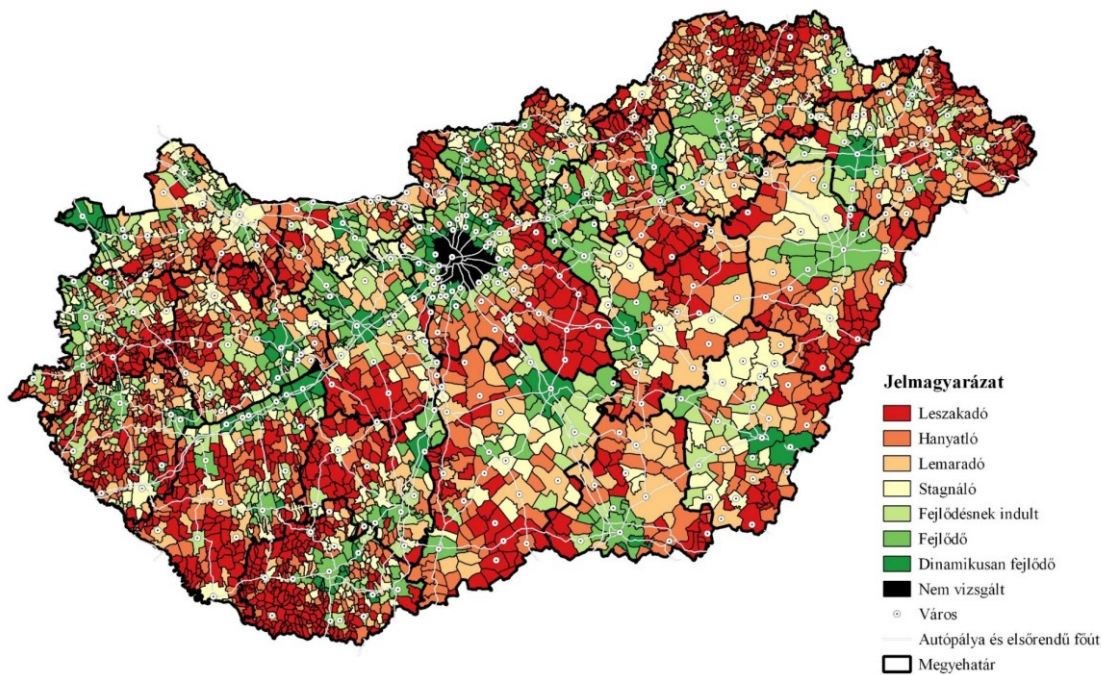 Jelmagyarázat
Leszakadó
Hanyatló
Lemaradó
Stagnáló
Fejlődésnek indult
Fejlődő
Dinamikusan fejlődő
Nem vizsgált
Város
Autópálya és elsőrendű főút
Megyehatár